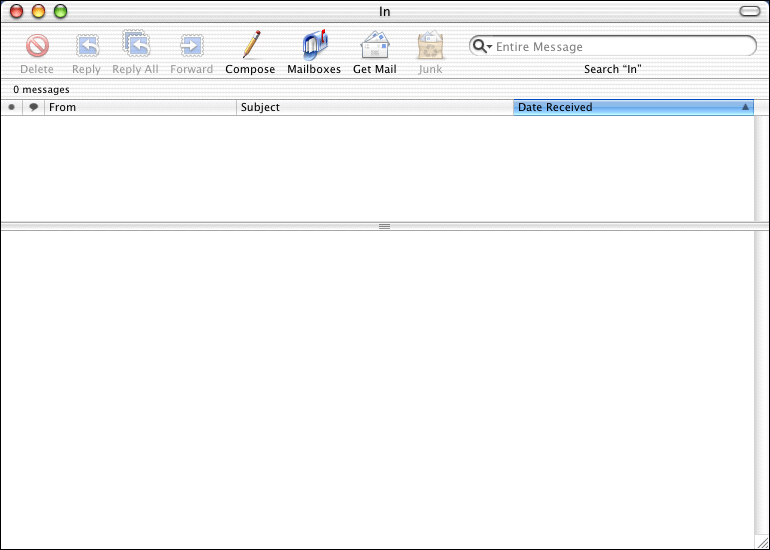 In
Delete Reply Reply All Forward Compose Mailboxes Get Mail Junk
Entire Message
Search “In”
0 messages
From Subject Date Received